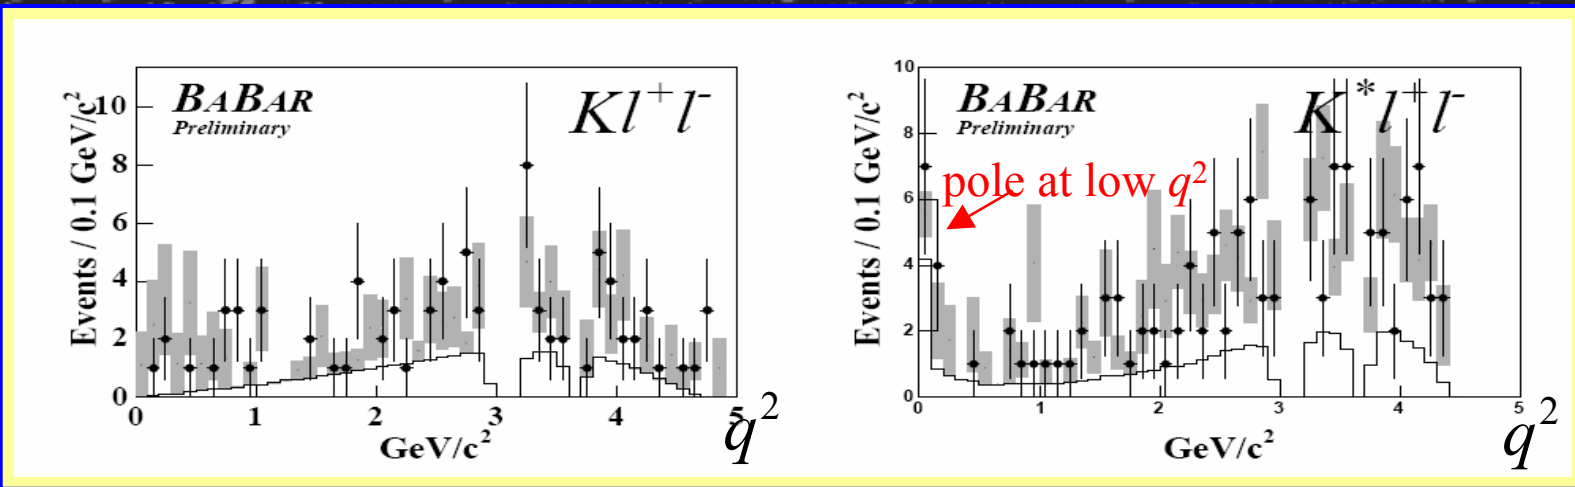 BABAR
Preliminary
Kl⁺l⁻
Events / 0.1 GeV/c²
10
8
6
4
2
0
0 1 2 3 4 5
GeV/c²
q²
BABAR
Preliminary
K*l⁺l⁻
pole at low q²
Events / 0.1 GeV/c²
10
8
6
4
2
0
0 1 2 3 4 5
GeV/c²
q²